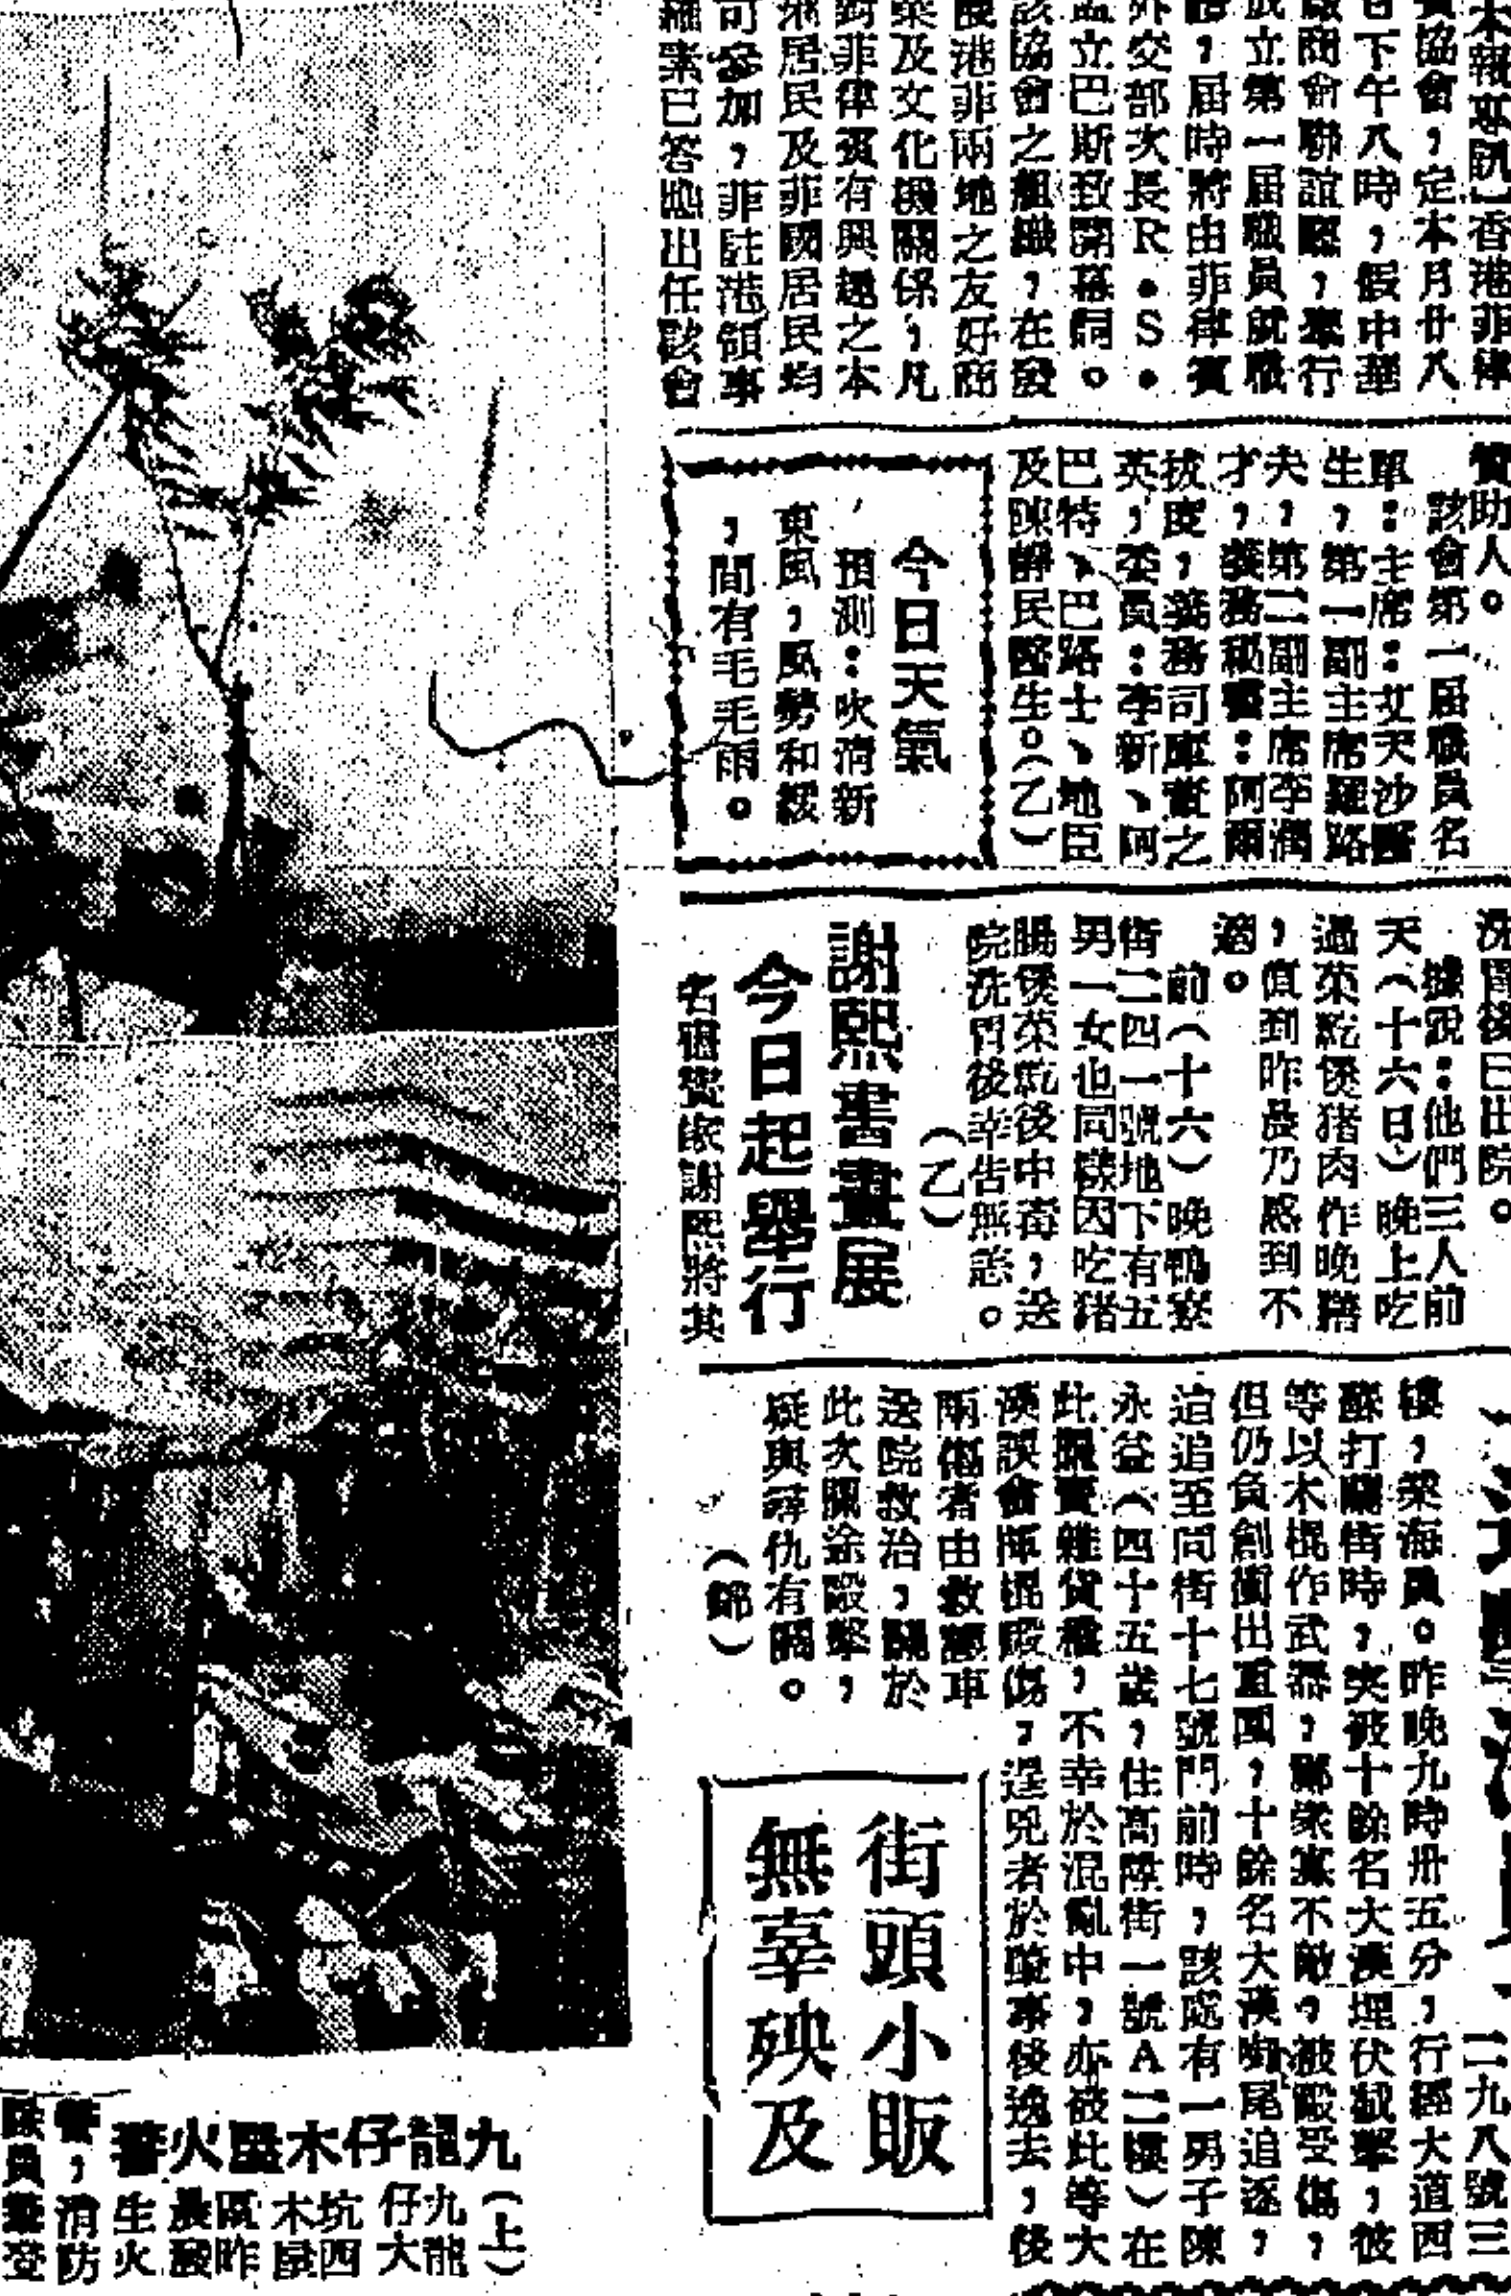 本報專訊】香港菲律
賓協會，定本月廿八
日下午八時，假中華
廠商會聯誼廳，舉行
成立第一屆職員就職
，屆時將由菲律賓
外交部次長R．S．
孟立巴斯致開幕詞。
該協會之組織，在發
展港菲兩地之友好商
業及文化機關係，凡
對菲律賓有興趣之本
港居民及菲國居民均
可參加，菲駐港領事
羅素已答應出任該會
贊助人。
該會第一屆職員名
單：主席：艾天沙醫
生，第一副主席羅路
夫，第二副主席李潤
才，義務秘書：阿爾
拔度，義務司庫黃之
英，委員：李新、阿
巴特、巴路士、地臣
及陳靜民醫生。（乙）
今日天氣
預測：吹清新
東風，風勢和緩
，間有毛毛雨。
洗胃後已出院。
據說：他們三人前
天（十六日）晚上吃
過菜乾煲猪肉作晚膳
，直到昨晨乃感到不
適。
前（十六）晚鴨寮
街二四一號地下有五
男一女也同樣因吃猪
腸煲菜乾後中毒，送
院洗胃後幸告無恙。
（乙）
謝熙書畫展
今日起舉行
名畫家謝熙將其
二九八號三
樓，業海員。昨晚九時卅五分，行經大道西
蘇打蘭街時，突被十餘名大漢埋伏截擊，彼
等以木棍作武器，鄺衆寡不敵，被毆受傷，
但仍負創衝出重圍，十餘名大漢啣尾追逐，
追追至同街十七號門前時，該處有一男子陳
永益（四十五歲，住高陞街一號A二樓）在
此擺賣雜貨檔，不幸於混亂中，亦被此等大
漢誤會揮棍毆傷，逞兇者於肇事後逸去，後
兩傷者由救護車
送院救治，關於
此次闌途毆擊，
疑與尋仇有關。
（錦）
街頭小販
無辜殃及
九龍仔木屋火警
（上）
九龍
仔大
坑西
木屋
區昨
晨發
生火
警，消防
隊員